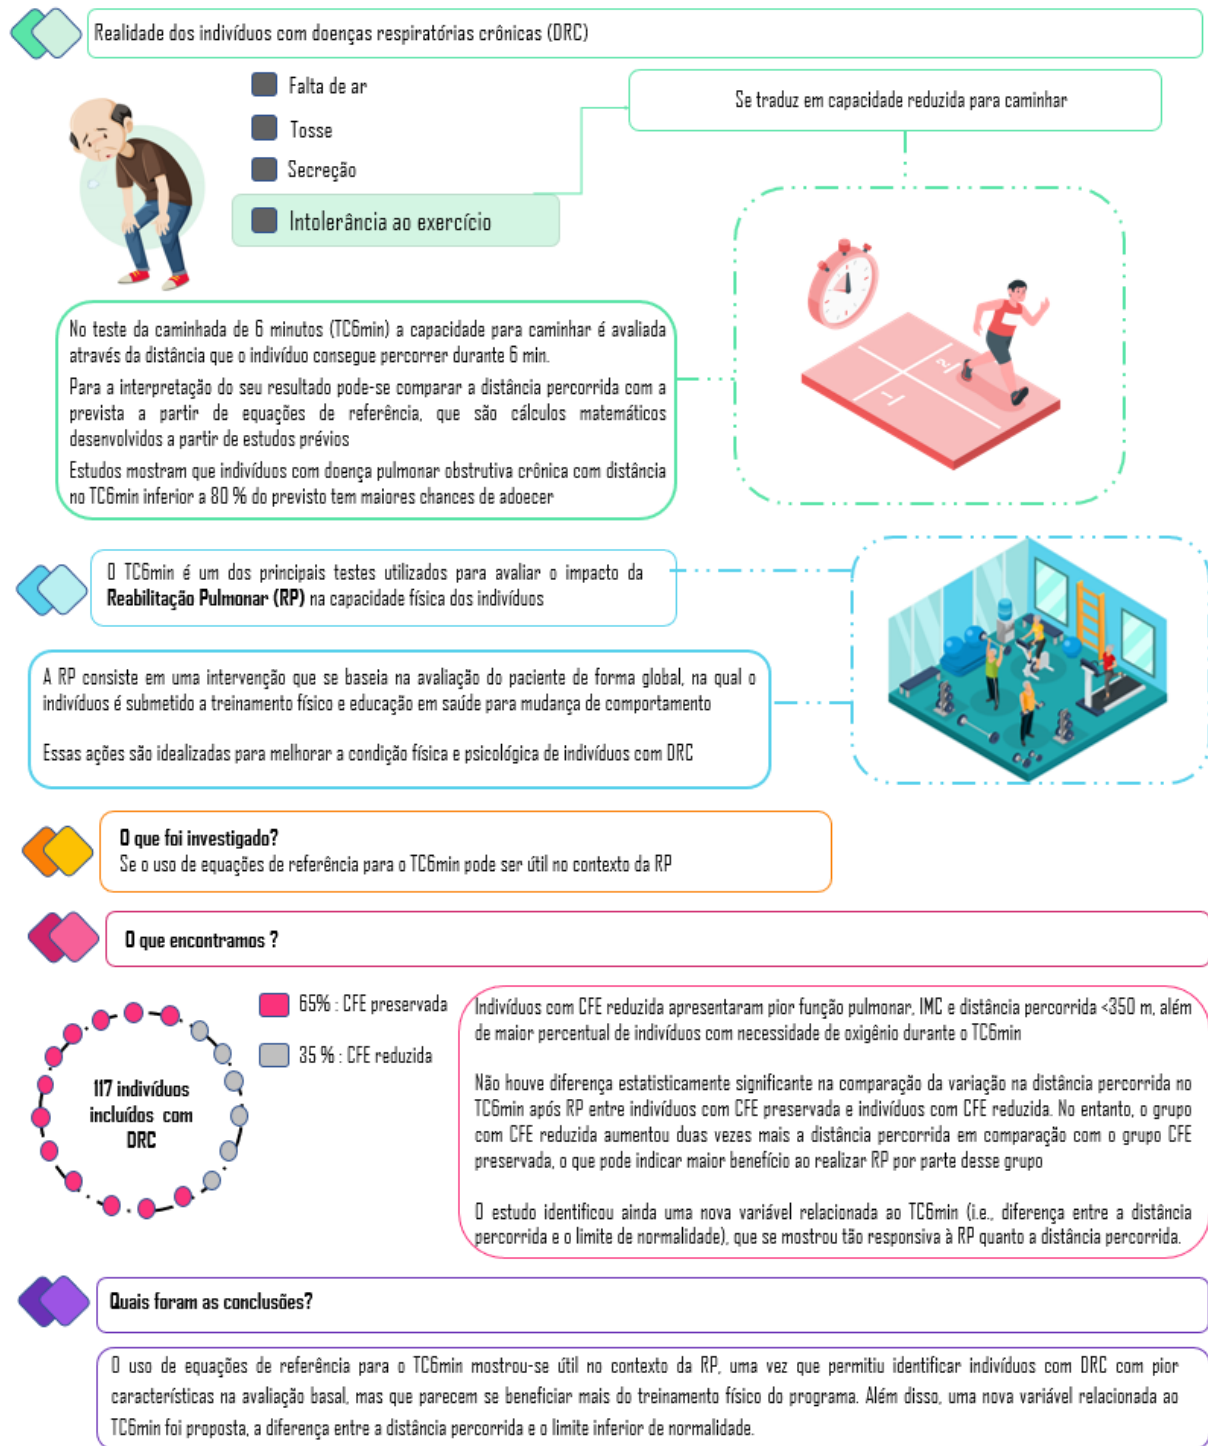 Realidade dos indivíduos com doenças respiratórias crônicas (DRC)
Falta de ar
Tosse
Secreção
Intolerância ao exercício
Se traduz em capacidade reduzida para caminhar
No teste da caminhada de 6 minutos (TC6min) a capacidade para caminhar é avaliada
através da distância que o indivíduo consegue percorrer durante 6 min.
Para a interpretação do seu resultado pode-se comparar a distância percorrida com a
prevista a partir de equações de referência, que são cálculos matemáticos
desenvolvidos a partir de estudos prévios
Estudos mostram que indivíduos com doença pulmonar obstrutiva crônica com distância
no TC6min inferior a 80 % do previsto tem maiores chances de adoecer
1
2
O TC6min é um dos principais testes utilizados para avaliar o impacto da
Reabilitação Pulmonar (RP) na capacidade física dos indivíduos
A RP consiste em uma intervenção que se baseia na avaliação do paciente de forma global, na qual o
indivíduos é submetido a treinamento físico e educação em saúde para mudança de comportamento
Essas ações são idealizadas para melhorar a condição física e psicológica de indivíduos com DRC
O que foi investigado?
Se o uso de equações de referência para o TC6min pode ser útil no contexto da RP
O que encontramos ?
117 indivíduos
incluídos com
DRC
65% : CFE preservada
35 % : CFE reduzida
Indivíduos com CFE reduzida apresentaram pior função pulmonar, IMC e distância percorrida <350 m, além
de maior percentual de indivíduos com necessidade de oxigênio durante o TC6min
Não houve diferença estatisticamente significante na comparação da variação na distância percorrida no
TC6min após RP entre indivíduos com CFE preservada e indivíduos com CFE reduzida. No entanto, o grupo
com CFE reduzida aumentou duas vezes mais a distância percorrida em comparação com o grupo CFE
preservada, o que pode indicar maior benefício ao realizar RP por parte desse grupo
O estudo identificou ainda uma nova variável relacionada ao TC6min (i.e., diferença entre a distância
percorrida e o limite de normalidade), que se mostrou tão responsiva à RP quanto a distância percorrida.
Quais foram as conclusões?
O uso de equações de referência para o TC6min mostrou-se útil no contexto da RP, uma vez que permitiu identificar indivíduos com DRC com pior
características na avaliação basal, mas que parecem se beneficiar mais do treinamento físico do programa. Além disso, uma nova variável relacionada ao
TC6min foi proposta, a diferença entre a distância percorrida e o limite inferior de normalidade.